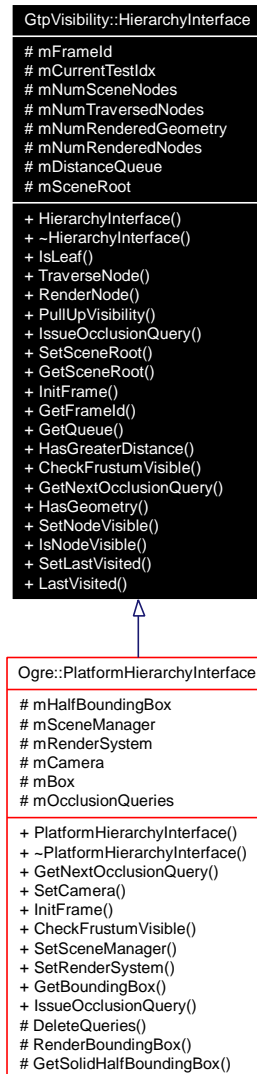 GtpVisibility::HierarchyInterface
# mFrameId
# mCurrentTestIdx
# mNumSceneNodes
# mNumTraversedNodes
# mNumRenderedGeometry
# mNumRenderedNodes
# mDistanceQueue
# mSceneRoot
+ HierarchyInterface()
+ ~HierarchyInterface()
+ IsLeaf()
+ TraverseNode()
+ RenderNode()
+ PullUpVisibility()
+ IssueOcclusionQuery()
+ SetSceneRoot()
+ GetSceneRoot()
+ InitFrame()
+ GetFrameId()
+ GetQueue()
+ HasGreaterDistance()
+ CheckFrustumVisible()
+ GetNextOcclusionQuery()
+ HasGeometry()
+ SetNodeVisible()
+ IsNodeVisible()
+ SetLastVisited()
+ LastVisited()
Ogre::PlatformHierarchyInterface
# mHalfBoundingBox
# mSceneManager
# mRenderSystem
# mCamera
# mBox
# mOcclusionQueries
+ PlatformHierarchyInterface()
+ ~PlatformHierarchyInterface()
+ GetNextOcclusionQuery()
+ SetCamera()
+ InitFrame()
+ CheckFrustumVisible()
+ SetSceneManager()
+ SetRenderSystem()
+ GetBoundingBox()
+ IssueOcclusionQuery()
# DeleteQueries()
# RenderBoundingBox()
# GetSolidHalfBoundingBox()